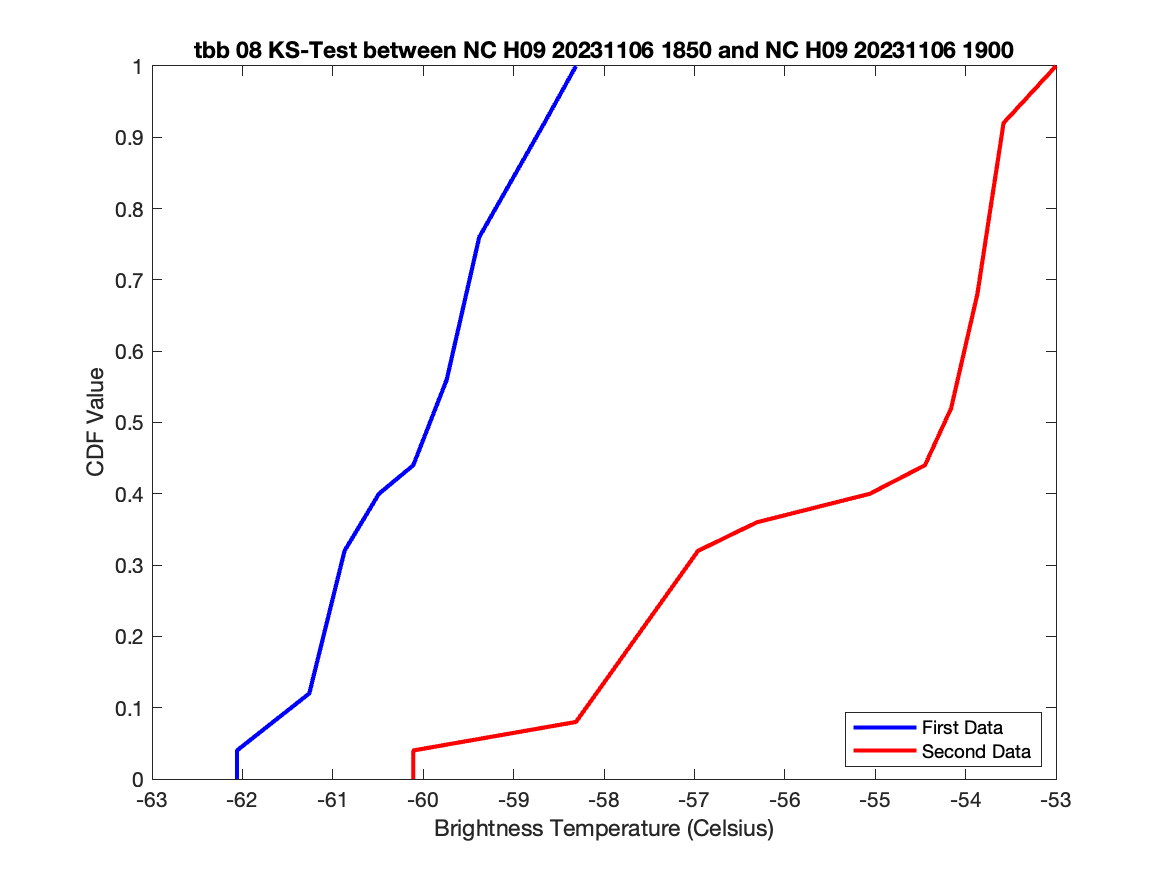 tbb 08 KS-Test between NC H09 20231106 1850 and NC H09 20231106 1900
1
0.9
0.8
0.7
0.6
0.5
0.4
0.3
0.2
0.1
0
CDF Value
First Data
Second Data
-63 -62 -61 -60 -59 -58 -57 -56 -55 -54 -53
Brightness Temperature (Celsius)